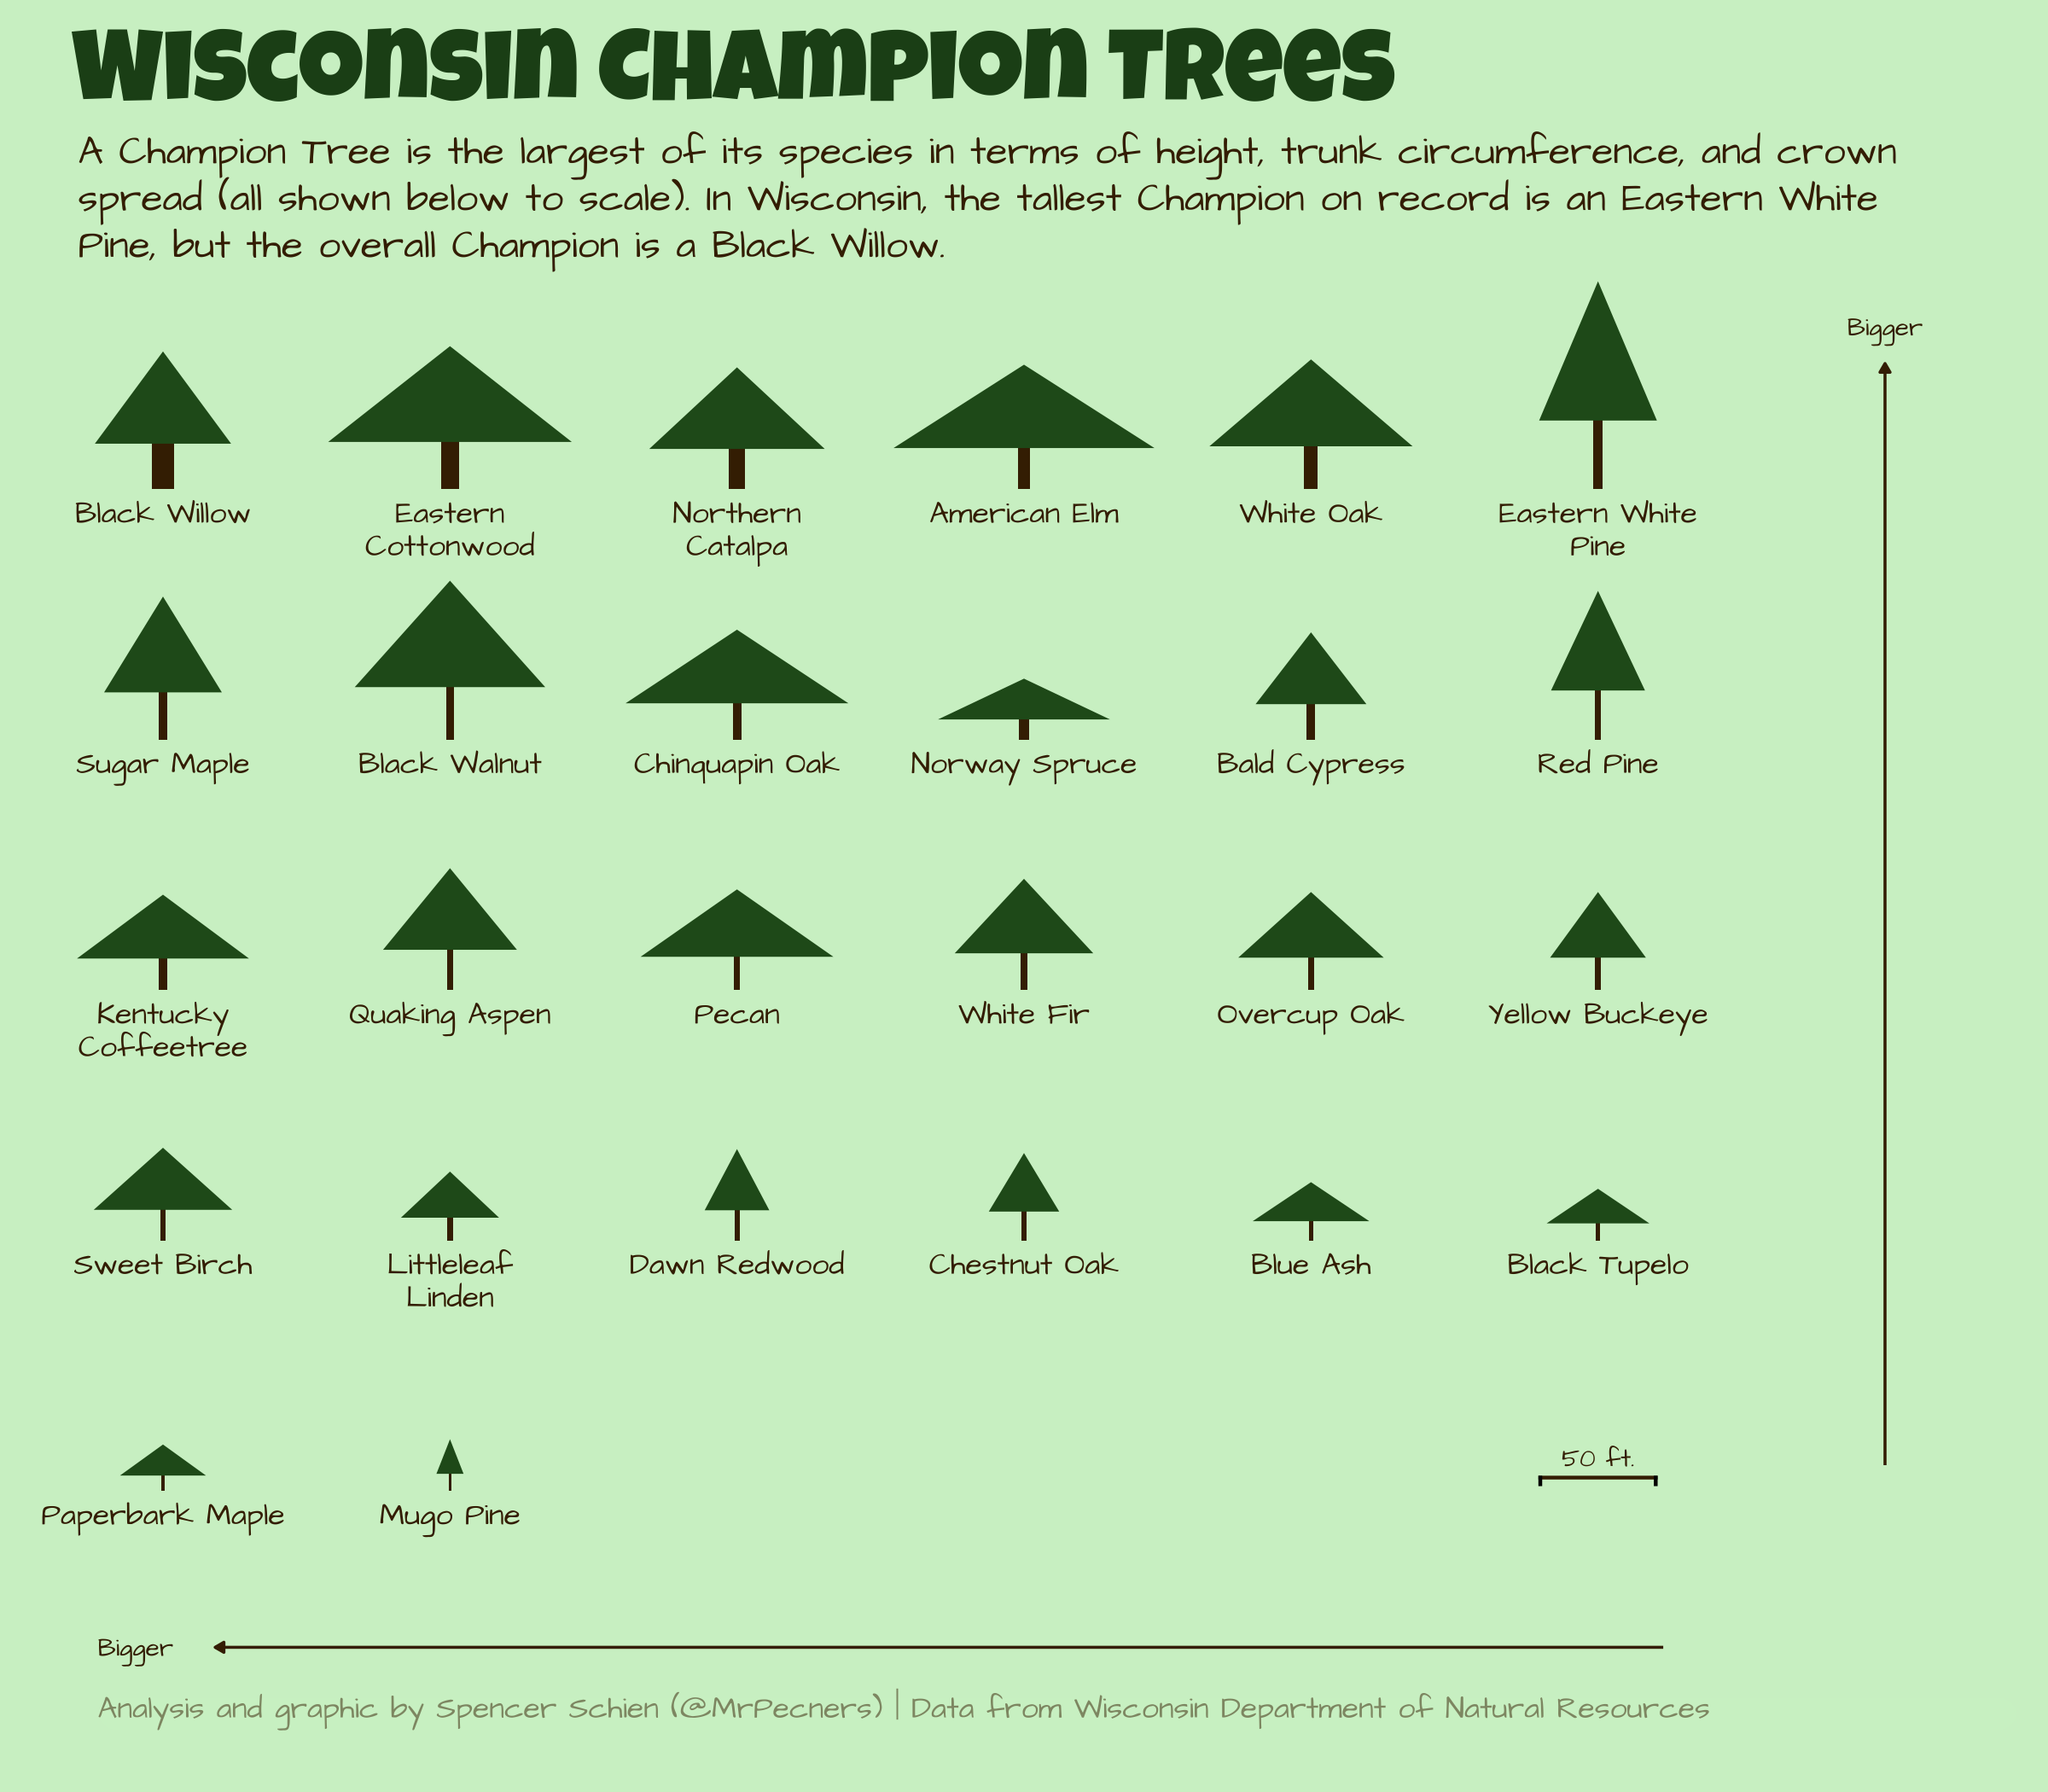 Wisconsin Champion Trees
A Champion Tree is the largest of its species in terms of height, trunk circumference, and crown
spread (all shown below to scale). In Wisconsin, the tallest Champion on record is an Eastern White
Pine, but the overall Champion is a Black Willow.
Bigger
Black Willow
Eastern
Cottonwood
Northern
Catalpa
American Elm
White Oak
Eastern White
Pine
Sugar Maple
Black Walnut
Chinquapin Oak
Norway Spruce
Bald Cypress
Red Pine
Kentucky
Coffeetree
Quaking Aspen
Pecan
White Fir
Overcup Oak
Yellow Buckeye
Sweet Birch
Littleleaf
Linden
Dawn Redwood
Chestnut Oak
Blue Ash
Black Tupelo
Paperbark Maple
Mugo Pine
50 ft.
Bigger
Analysis and graphic by Spencer Schien (@MrPecners) | Data from Wisconsin Department of Natural Resources